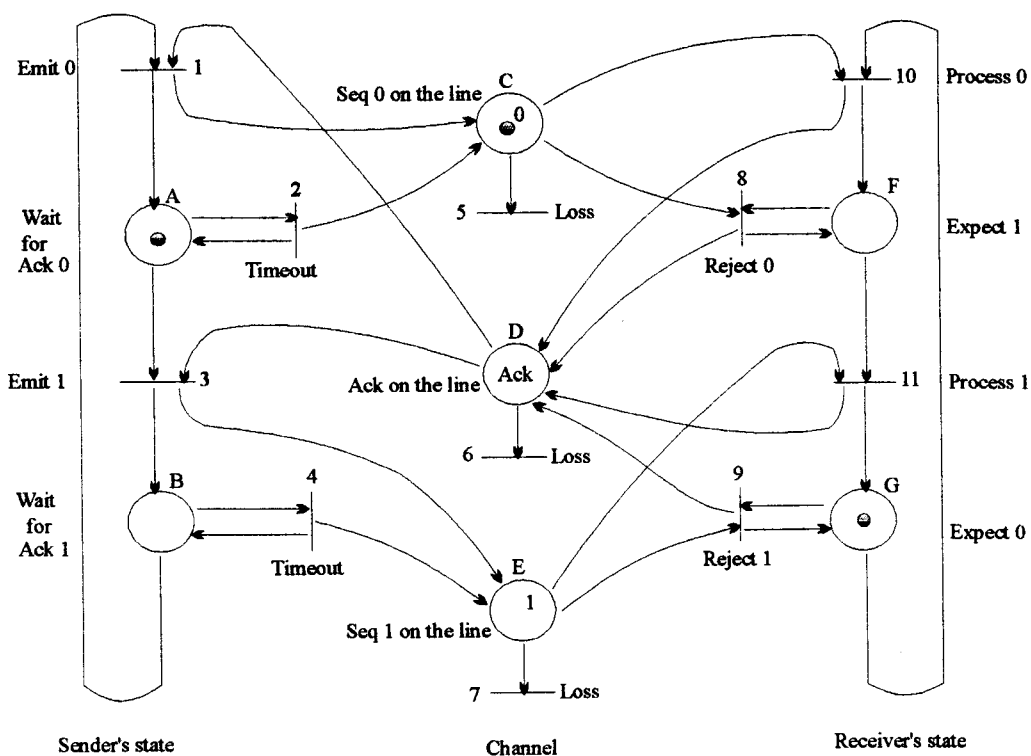 Emit 0
1
Seq 0 on the line
C
0
10
Process 0
A
2
5
Loss
8
F
Wait
for
Ack 0
Timeout
Reject 0
Expect 1
D
Emit 1
3
Ack on the line
Ack
11
Process 1
6
Loss
B
4
9
G
Wait
for
Ack 1
Timeout
E
Reject 1
Expect 0
1
Seq 1 on the line
7
Loss
Sender's state
Channel
Receiver's state